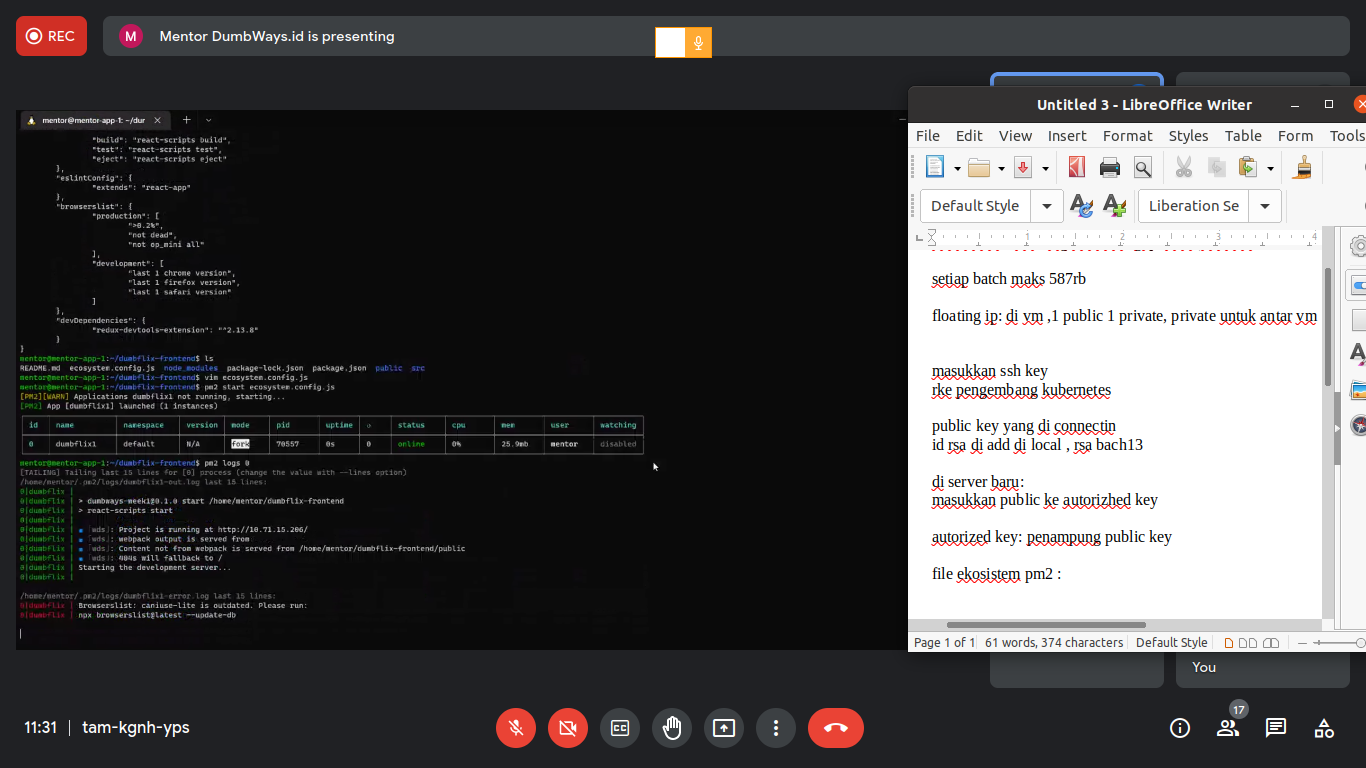 REC
M
Mentor DumbWays.id is presenting
mentor@mentor-app-1: ~/dur
"build": "react-scripts build",
"test": "react-scripts test",
"eject": "react-scripts eject"
},
"eslintConfig": {
"extends": "react-app"
},
"browserslist": {
"production": [
">0.2%",
"not dead",
"not op_mini all"
],
"development": [
"last 1 chrome version",
"last 1 firefox version",
"last 1 safari version"
]
},
"devDependencies": {
"redux-devtools-extension": "^2.13.8"
}
}
mentor@mentor-app-1:~/dumbflix-frontend$ ls
README.md ecosystem.config.js node_modules package-lock.json package.json public src
mentor@mentor-app-1:~/dumbflix-frontend$ vim ecosystem.config.js
mentor@mentor-app-1:~/dumbflix-frontend$ pm2 start ecosystem.config.js
[PM2][WARN] Applications dumbflix1 not running, starting...
[PM2] App [dumbflix1] launched (1 instances)
id name namespace version mode pid uptime ↺ status cpu mem user watching
0 dumbflix1 default N/A fork 70557 0s 0 online 0% 25.9mb mentor disabled
mentor@mentor-app-1:~/dumbflix-frontend$ pm2 logs 0
[TAILING] Tailing last 15 lines for [0] process (change the value with --lines option)
/home/mentor/.pm2/logs/dumbflix1-out.log last 15 lines:
0|dumbflix |
0|dumbflix | > dumbways-week1@0.1.0 start /home/mentor/dumbflix-frontend
0|dumbflix | > react-scripts start
0|dumbflix |
0|dumbflix | [wds]: Project is running at http://10.71.15.206/
0|dumbflix | [wds]: webpack output is served from
0|dumbflix | [wds]: Content not from webpack is served from /home/mentor/dumbflix-frontend/public
0|dumbflix | [wds]: 404s will fallback to /
0|dumbflix | Starting the development server...
0|dumbflix |
/home/mentor/.pm2/logs/dumbflix1-error.log last 15 lines:
0|dumbflix | Browserslist: caniuse-lite is outdated. Please run:
0|dumbflix | npx browserslist@latest --update-db
Untitled 3 - LibreOffice Writer
File Edit View Insert Format Styles Table Form Tools
Default Style Liberation Se
1 2 3 4
setiap batch maks 587rb
floating ip: di vm ,1 public 1 private, private untuk antar vm
masukkan ssh key
rke pengembang kubernetes
public key yang di connectin
id rsa di add di local , rsa bach13
di server baru:
masukkan public ke autorizhed key
autorized key: penampung public key
file ekosistem pm2 :
Page 1 of 1 61 words, 374 characters Default Style
You
11:31 | tam-kgnh-yps
17